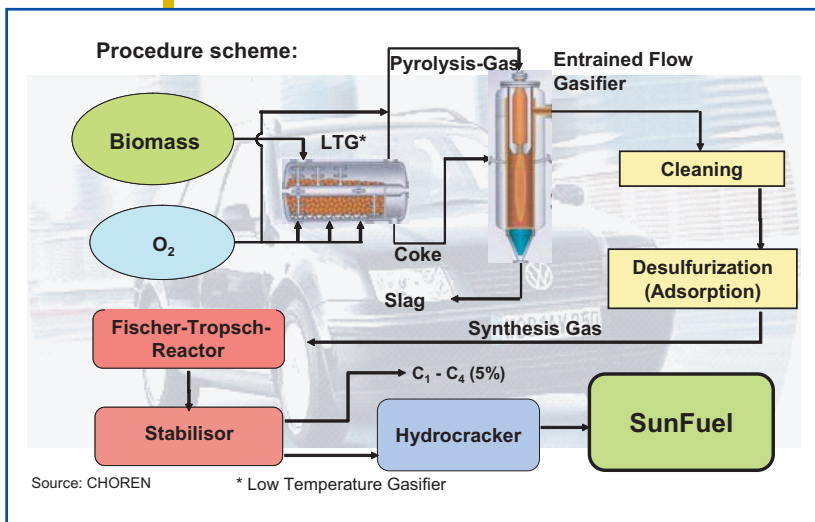 Procedure scheme:
Pyrolysis-Gas
Entrained Flow
Gasifier
Biomass
LTG*
Cleaning
O₂
Coke
Desulfurization
(Adsorption)
Slag
Fischer-Tropsch-
Reactor
Synthesis Gas
C₁ - C₄ (5%)
Stabilisor
Hydrocracker
SunFuel
Source: CHOREN
* Low Temperature Gasifier